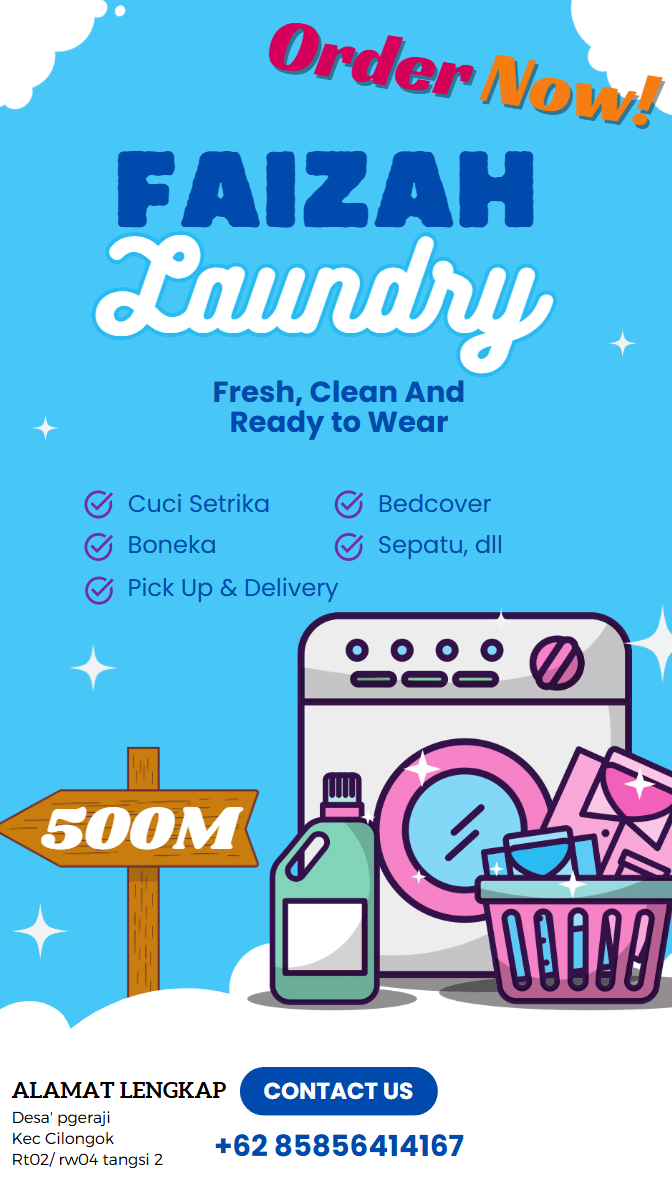 Order Now!
FAIZAH
Laundry
Fresh, Clean And
Ready to Wear
Cuci Setrika
Bedcover
Boneka
Sepatu, dll
Pick Up & Delivery
500M
ALAMAT LENGKAP
Desa' pgeraji
Kec Cilongok
Rt02/ rw04 tangsi 2
CONTACT US
+62 85856414167